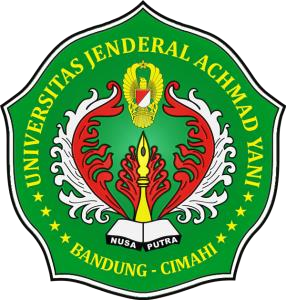 UNIVERSITAS JENDERAL ACHMAD YANI
NUSA PUTRA
BANDUNG - CIMAHI